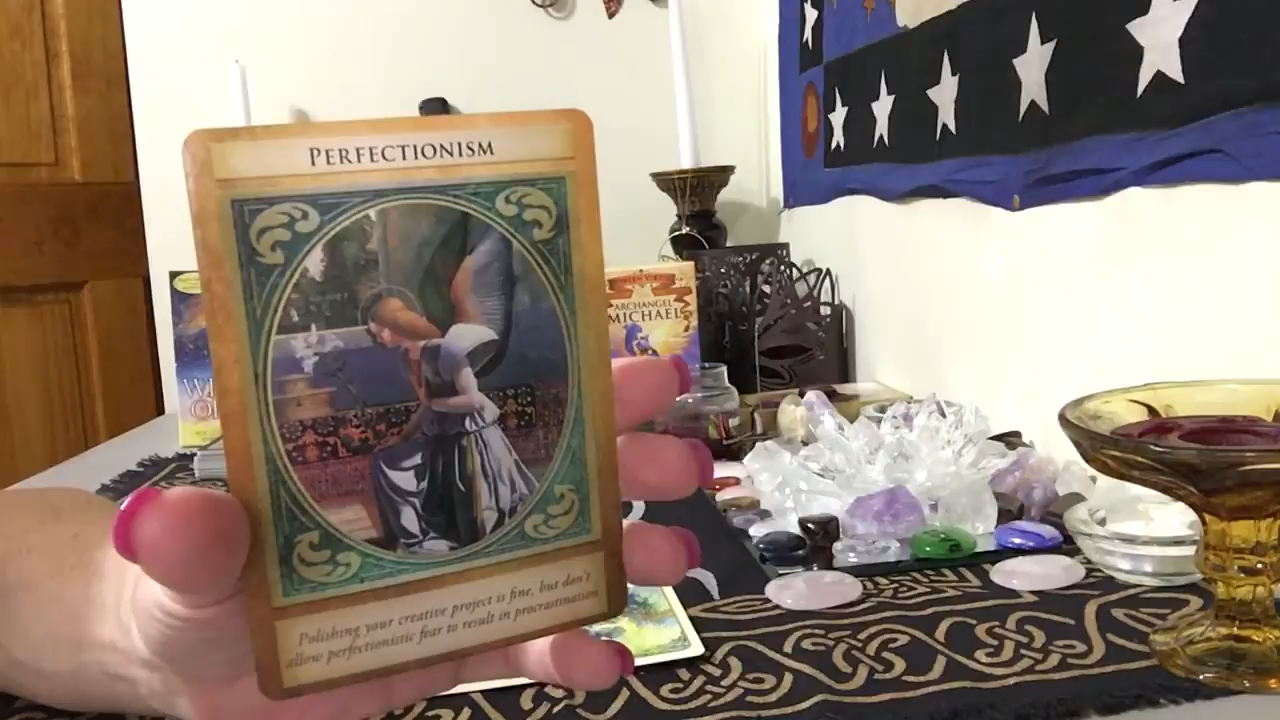 PERFECTIONISM
Polishing your creative project is fine, but don't
allow perfectionistic fear to result in procrastination.
ARCHANGEL
MICHAEL